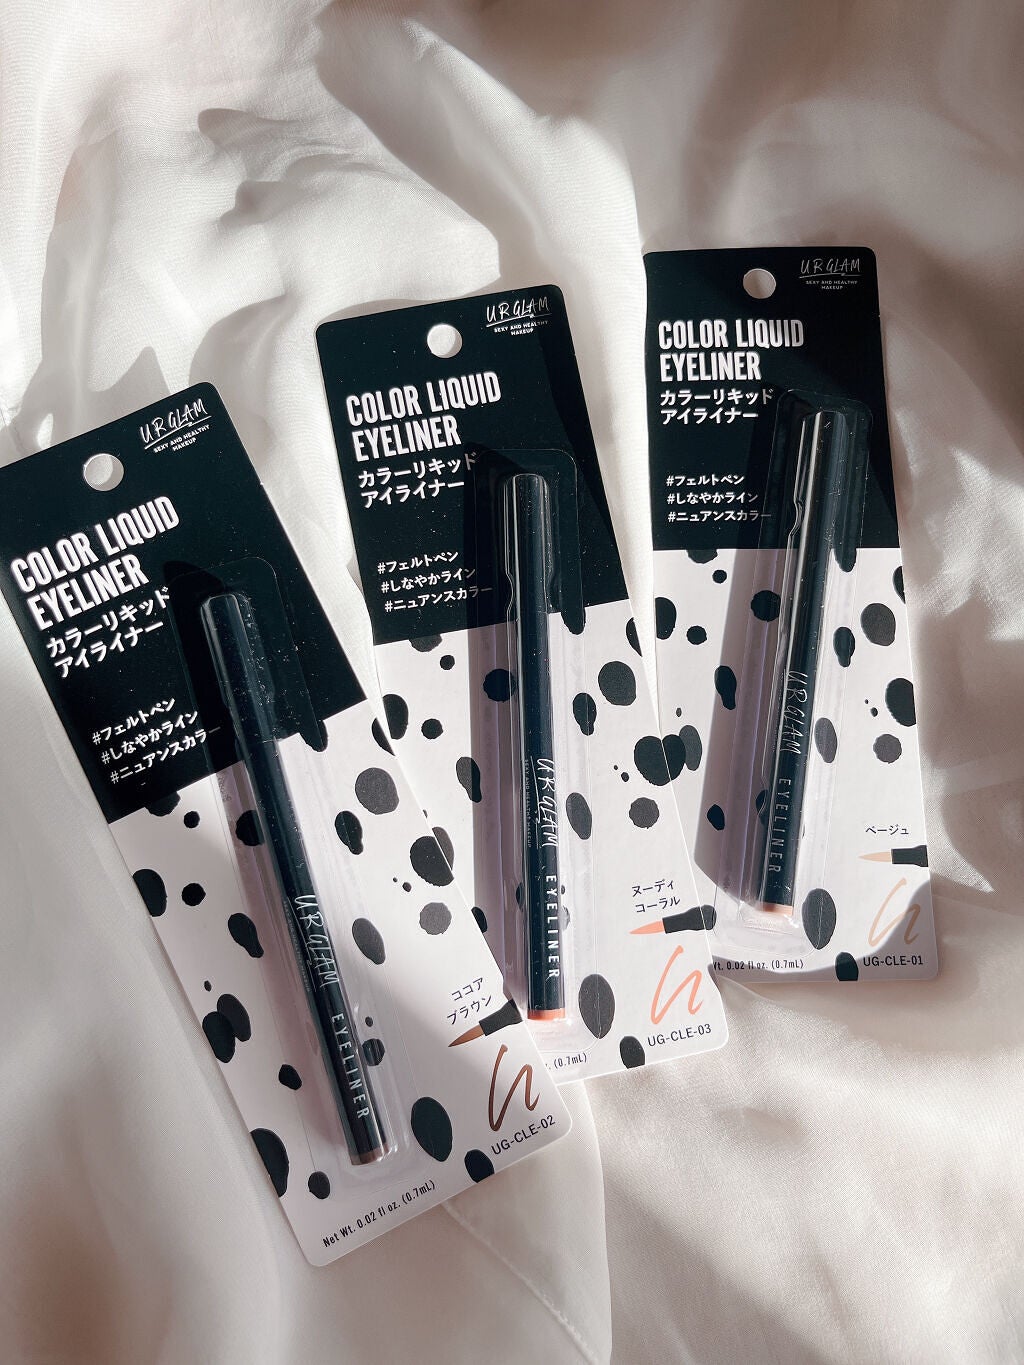 UR GLAM
SEXY AND HEALTHY
MAKEUP
COLOR LIQUID
EYELINER
カラーリキッド
アイライナー
#フェルトペン
#しなやかライン
#ニュアンスカラー
UR GLAM
EYELINER
ココア
ブラウン
UG-CLE-02
Net Wt. 0.02 fl oz. (0.7mL)
UR GLAM
SEXY AND HEALTHY
MAKEUP
COLOR LIQUID
EYELINER
カラーリキッド
アイライナー
#フェルトペン
#しなやかライン
#ニュアンスカラー
UR GLAM
SEXY AND HEALTHY MAKEUP
EYELINER
ヌーディ
コーラル
UG-CLE-03
(0.7mL)
UR GLAM
SEXY AND HEALTHY
MAKEUP
COLOR LIQUID
EYELINER
カラーリキッド
アイライナー
#フェルトペン
#しなやかライン
#ニュアンスカラー
UR GLAM
EYELINER
ベージュ
UG-CLE-01
0.02 fl oz. (0.7mL)